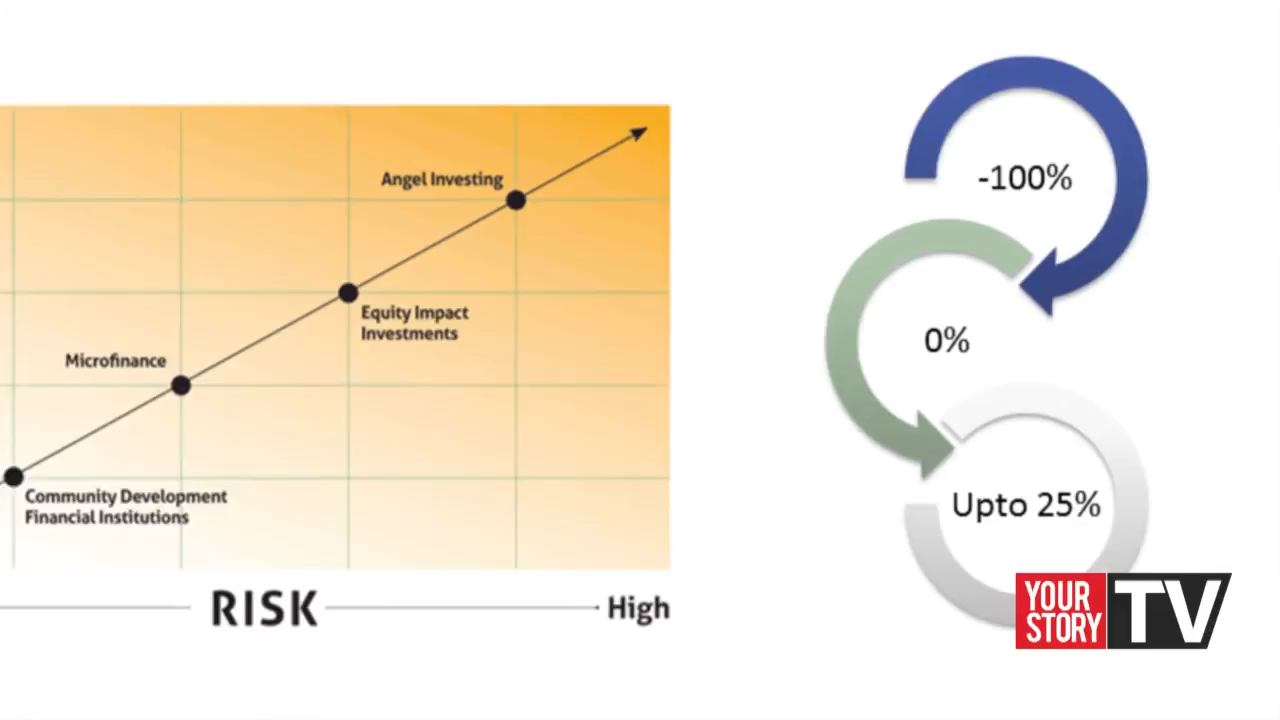 Angel Investing
Equity Impact
Investments
Microfinance
Community Development
Financial Institutions
RISK
High
-100%
0%
Upto 25%
YOUR
STORY
TV